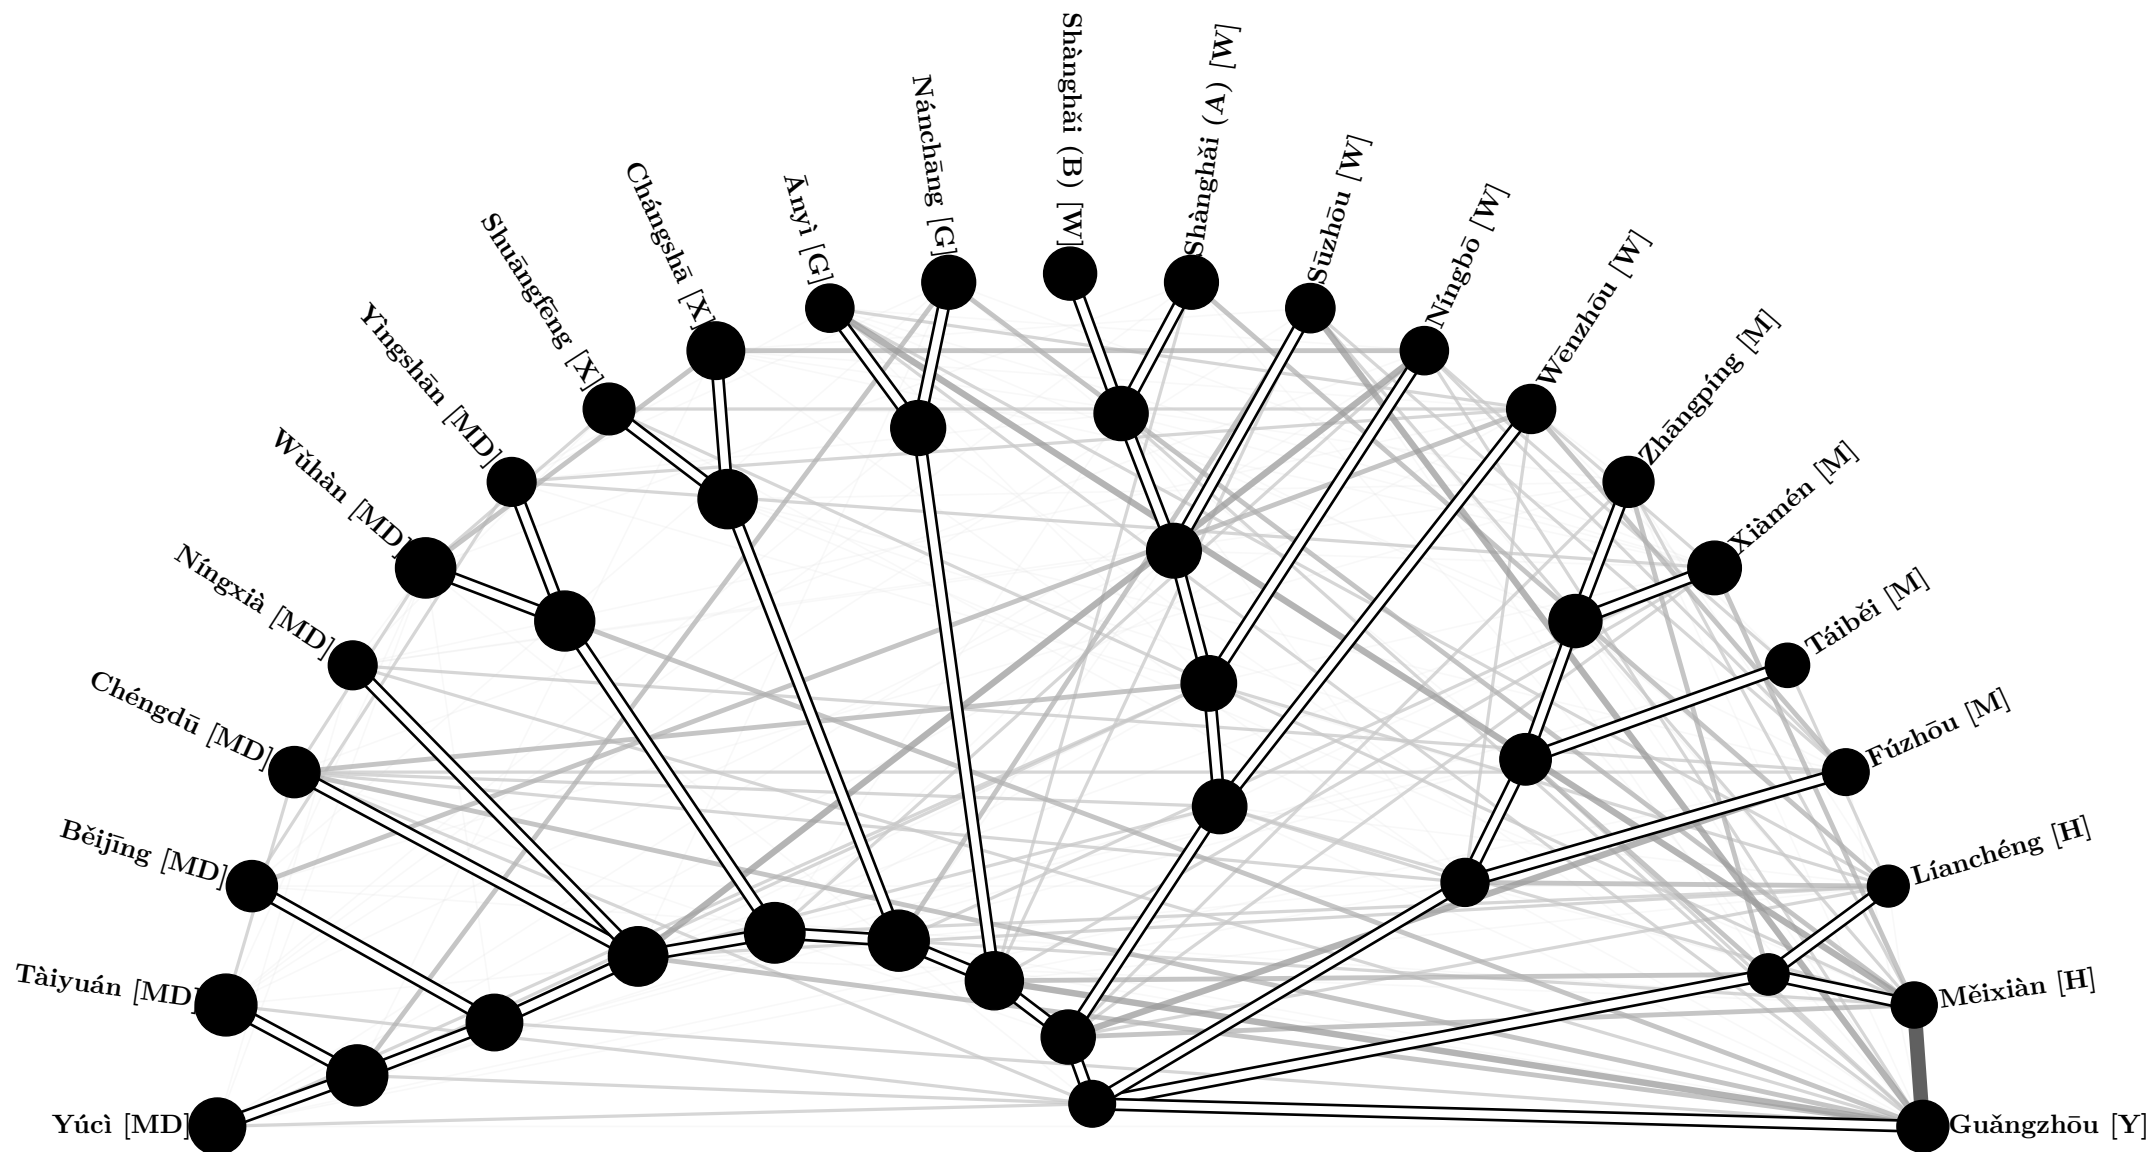 Yúcì [MD]
Tàiyuán [MD]
Běijīng [MD]
Chéngdū [MD]
Níngxià [MD]
Wǔhàn [MD]
Yìngshān [MD]
Shuāngfēng [X]
Chángshā [X]
Ānyì [G]
Nánchāng [G]
Shànghǎi (B) [W]
Shànghǎi (A) [W]
Sūzhōu [W]
Níngbō [W]
Wēnzhōu [W]
Zhāngpíng [M]
Xiàmén [M]
Táiběi [M]
Fúzhōu [M]
Líanchéng [H]
Měixiàn [H]
Guǎngzhōu [Y]